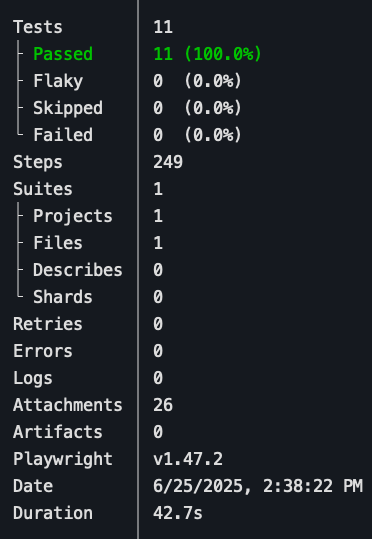 Tests 11
├ Passed 11 (100.0%)
├ Flaky 0 (0.0%)
├ Skipped 0 (0.0%)
└ Failed 0 (0.0%)
Steps 249
Suites 1
├ Projects 1
├ Files 1
├ Describes 0
└ Shards 0
Retries 0
Errors 0
Logs 0
Attachments 26
Artifacts 0
Playwright v1.47.2
Date 6/25/2025, 2:38:22 PM
Duration 42.7s